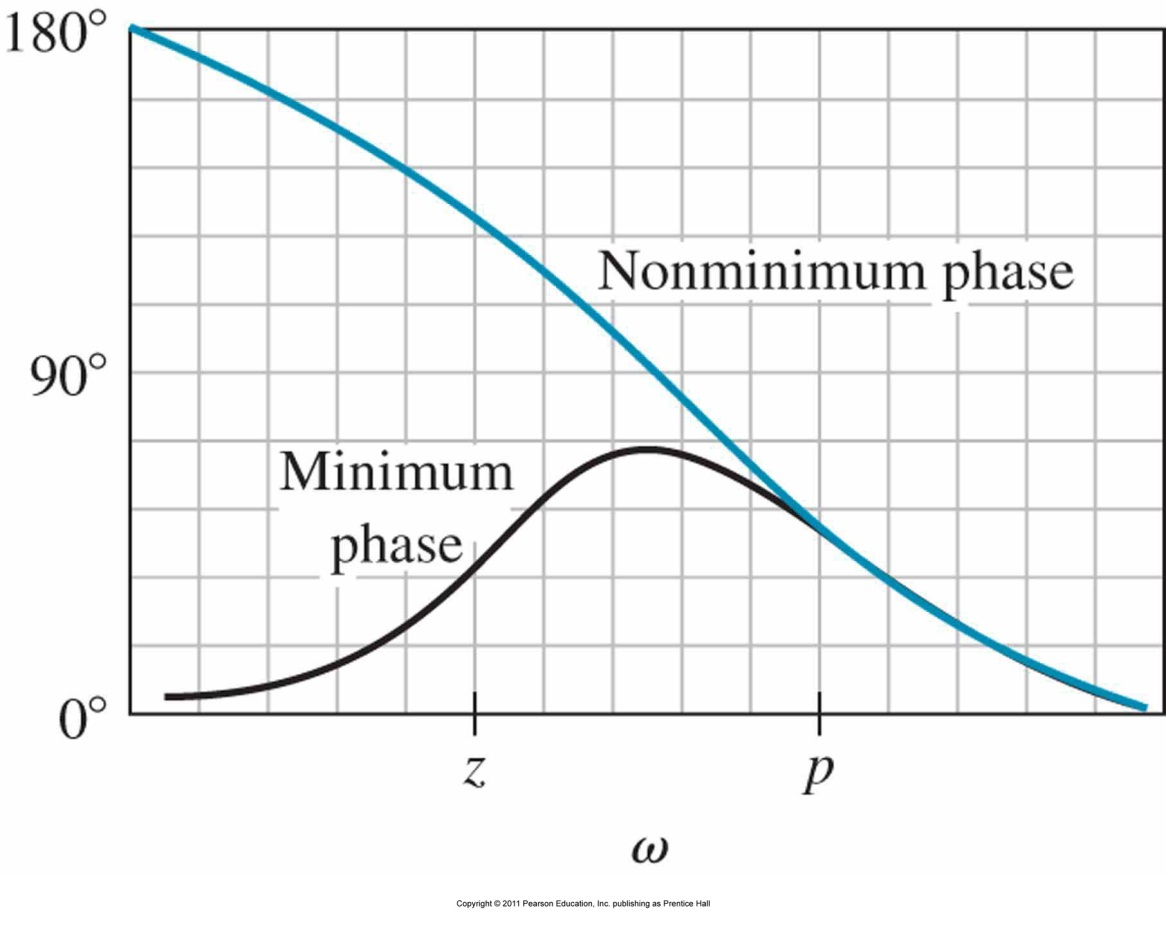 180°
Nonminimum phase
90°
Minimum
phase
0°
z
p
ω
Copyright © 2011 Pearson Education, Inc. publishing as Prentice Hall